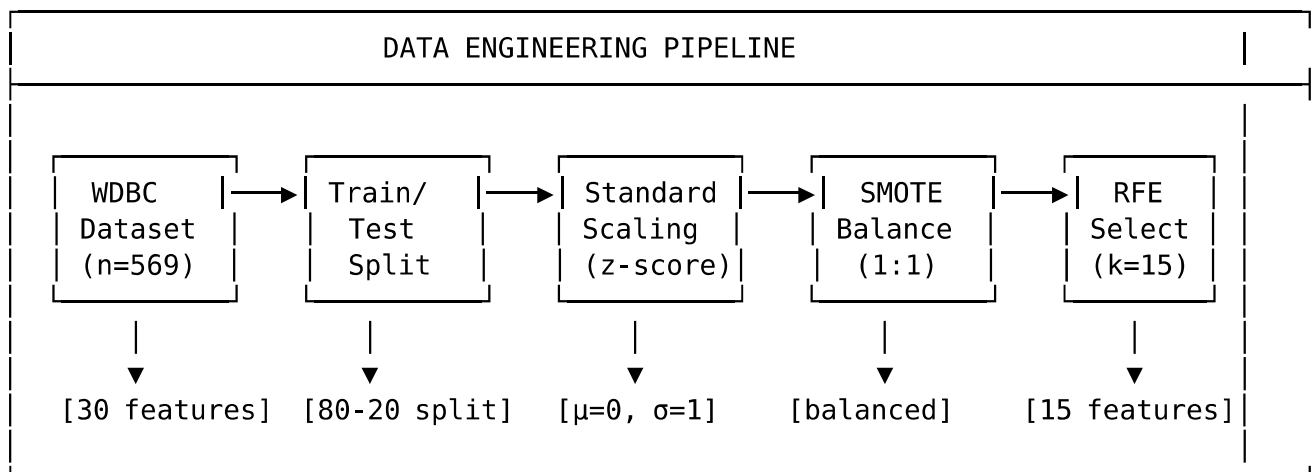 DATA ENGINEERING PIPELINE
WDBC Train/ Standard SMOTE RFE
Dataset Test Scaling Balance Select
(n=569) Split (z-score) (1:1) (k=15)
[30 features] [80-20 split] [μ=0, σ=1] [balanced] [15 features]